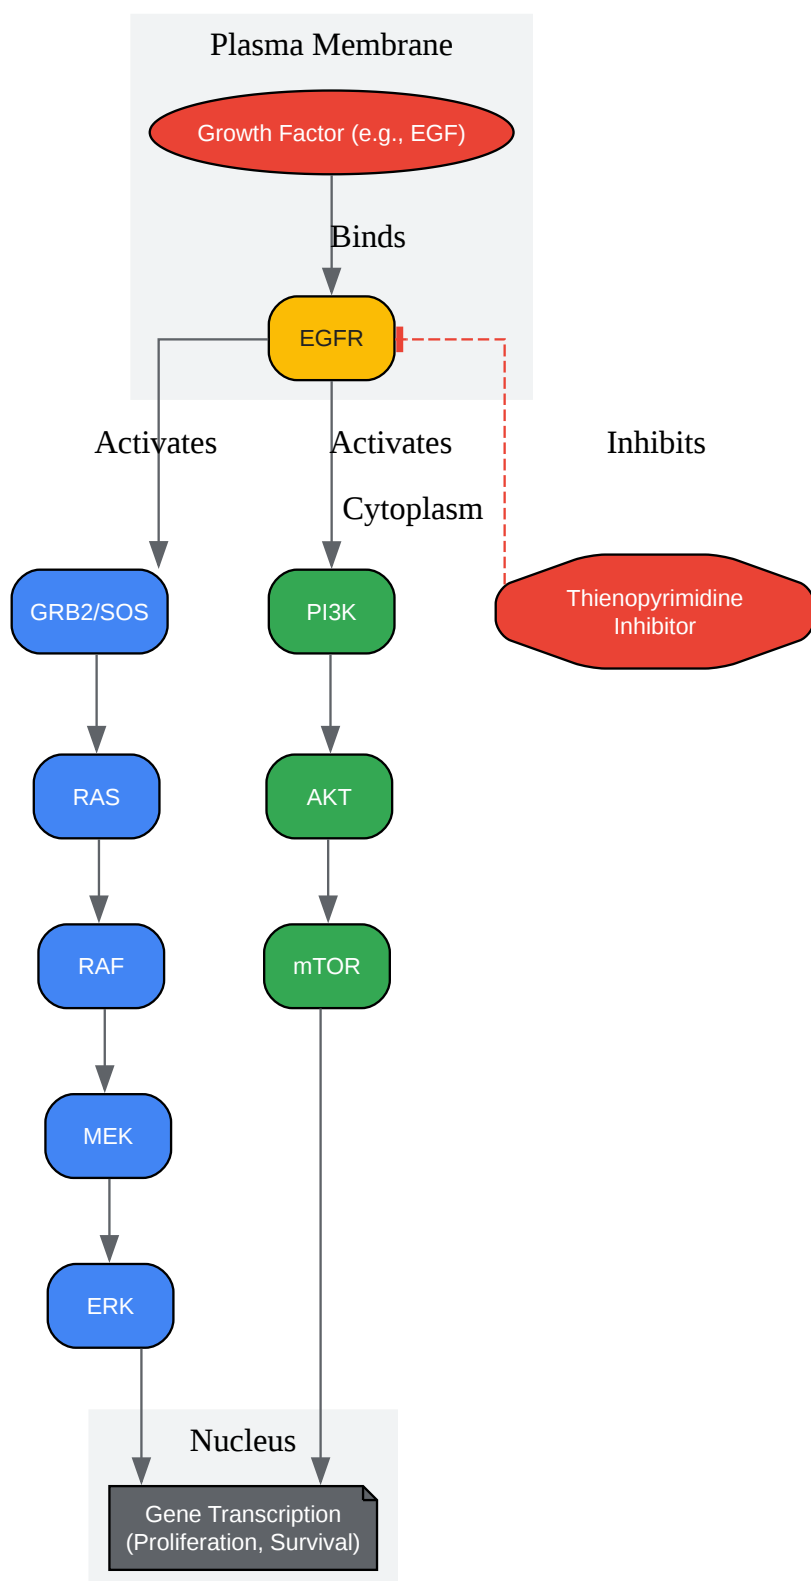 Plasma Membrane
Growth Factor (e.g., EGF)
Binds
EGFR
Activates
Activates
Inhibits
Cytoplasm
GRB2/SOS
PI3K
Thienopyrimidine
Inhibitor
RAS
AKT
RAF
mTOR
MEK
ERK
Nucleus
Gene Transcription
(Proliferation, Survival)